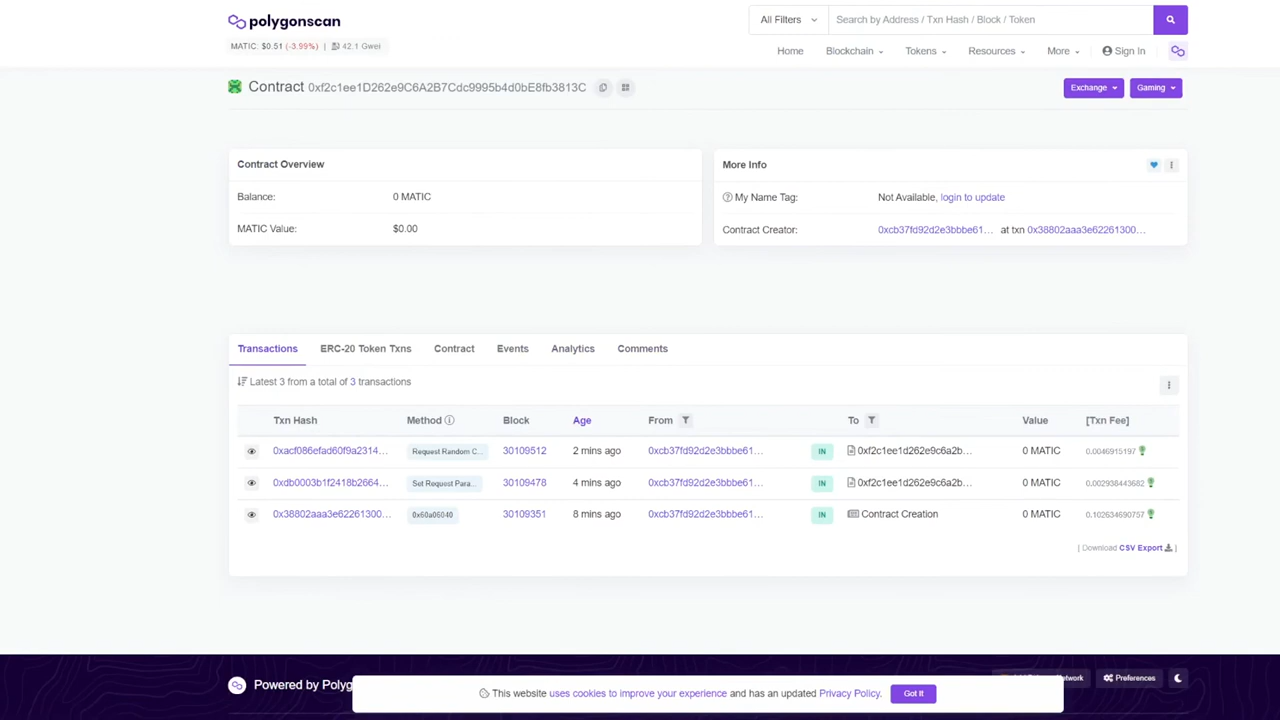 polygonscan
All Filters
Search by Address / Txn Hash / Block / Token
MATIC: $0.51 (-3.99%) | 42.1 Gwei
Home Blockchain Tokens Resources More Sign In
Contract 0xf2c1ee1D262e9C6A2B7Cdc9995b4d0bE8fb3813C
Exchange Gaming
Contract Overview
Balance: 0 MATIC
MATIC Value: $0.00
More Info
My Name Tag: Not Available, login to update
Contract Creator: 0xcb37fd92d2e3bbbe61... at txn 0x38802aaa3e62261300...
Transactions ERC-20 Token Txns Contract Events Analytics Comments
Latest 3 from a total of 3 transactions
Txn Hash Method Block Age From To Value [Txn Fee]
0xacf086efad60f9a2314... Request Random C... 30109512 2 mins ago 0xcb37fd92d2e3bbbe61... IN 0xf2c1ee1d262e9c6a2b... 0 MATIC 0.0046915197
0xdb0003b1f2418b2664... Set Request Para... 30109478 4 mins ago 0xcb37fd92d2e3bbbe61... IN 0xf2c1ee1d262e9c6a2b... 0 MATIC 0.002938443682
0x38802aaa3e62261300... 0x60a06040 30109351 8 mins ago 0xcb37fd92d2e3bbbe61... IN Contract Creation 0 MATIC 0.102634690757
[ Download CSV Export ]
Powered by Polyg
Network
Preferences
This website uses cookies to improve your experience and has an updated Privacy Policy.
Got It